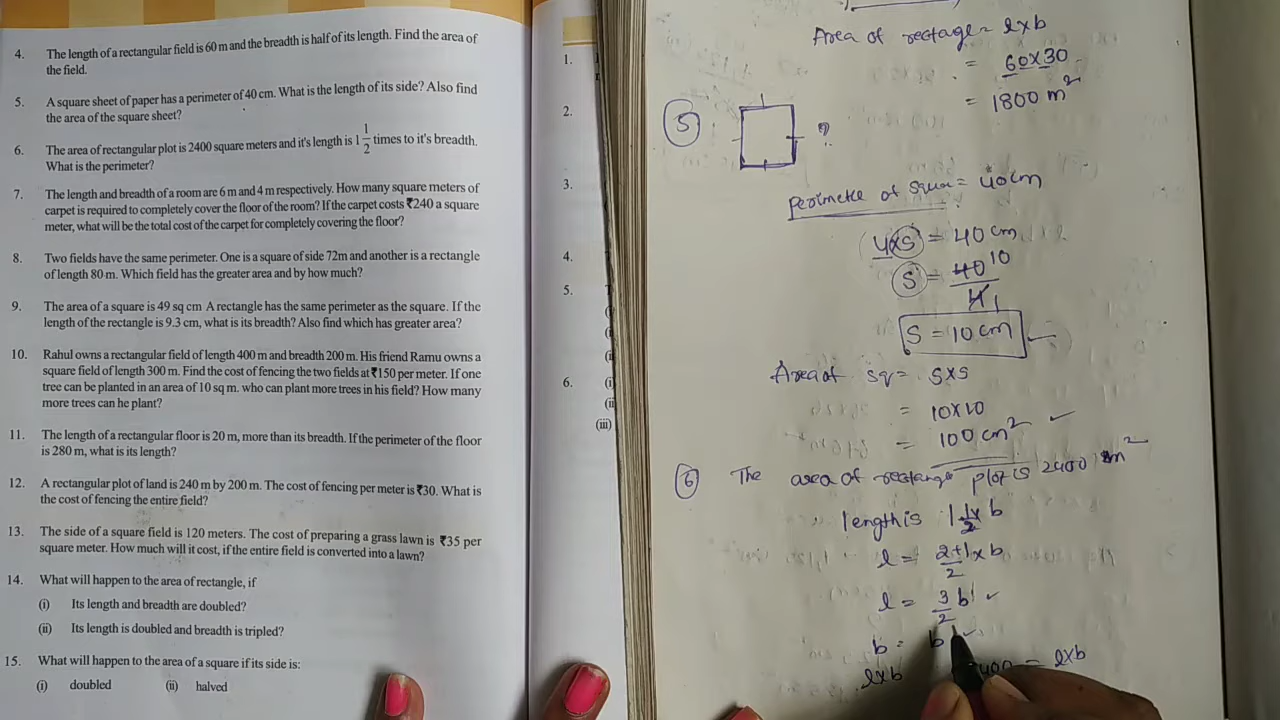 4. The length of a rectangular field is 60 m and the breadth is half of its length. Find the area of
the field.
5. A square sheet of paper has a perimeter of 40 cm. What is the length of its side? Also find
the area of the square sheet?
6. The area of rectangular plot is 2400 square meters and it's length is 1 1/2 times to it's breadth.
What is the perimeter?
7. The length and breadth of a room are 6 m and 4 m respectively. How many square meters of
carpet is required to completely cover the floor of the room? If the carpet costs ₹240 a square
meter, what will be the total cost of the carpet for completely covering the floor?
8. Two fields have the same perimeter. One is a square of side 72m and another is a rectangle
of length 80 m. Which field has the greater area and by how much?
9. The area of a square is 49 sq cm A rectangle has the same perimeter as the square. If the
length of the rectangle is 9.3 cm, what is its breadth? Also find which has greater area?
10. Rahul owns a rectangular field of length 400 m and breadth 200 m. His friend Ramu owns a
square field of length 300 m. Find the cost of fencing the two fields at ₹150 per meter. If one
tree can be planted in an area of 10 sq m. who can plant more trees in his field? How many
more trees can he plant?
11. The length of a rectangular floor is 20 m, more than its breadth. If the perimeter of the floor
is 280 m, what is its length?
12. A rectangular plot of land is 240 m by 200 m. The cost of fencing per meter is ₹30. What is
the cost of fencing the entire field?
13. The side of a square field is 120 meters. The cost of preparing a grass lawn is ₹35 per
square meter. How much will it cost, if the entire field is converted into a lawn?
14. What will happen to the area of rectangle, if
(i) Its length and breadth are doubled?
(ii) Its length is doubled and breadth is tripled?
15. What will happen to the area of a square if its side is:
(i) doubled (ii) halved
1.
2.
3.
4.
5.
6. (i)
(ii
(iii)
Area of rectage = l×b
= 60×30
= 1800 m²
5 ?
perimete of squar = 40cm
4×S = 40 cm
S = 40 10
4 1
S = 10 cm
Area of sq = S×S
= 10×10
= 100 cm²
6 The area of rectange plot is 2400 m²
length is 1 1/2 × b
l = 2+1/2 × b
l = 3/2 b
b = b
l×b = l×b